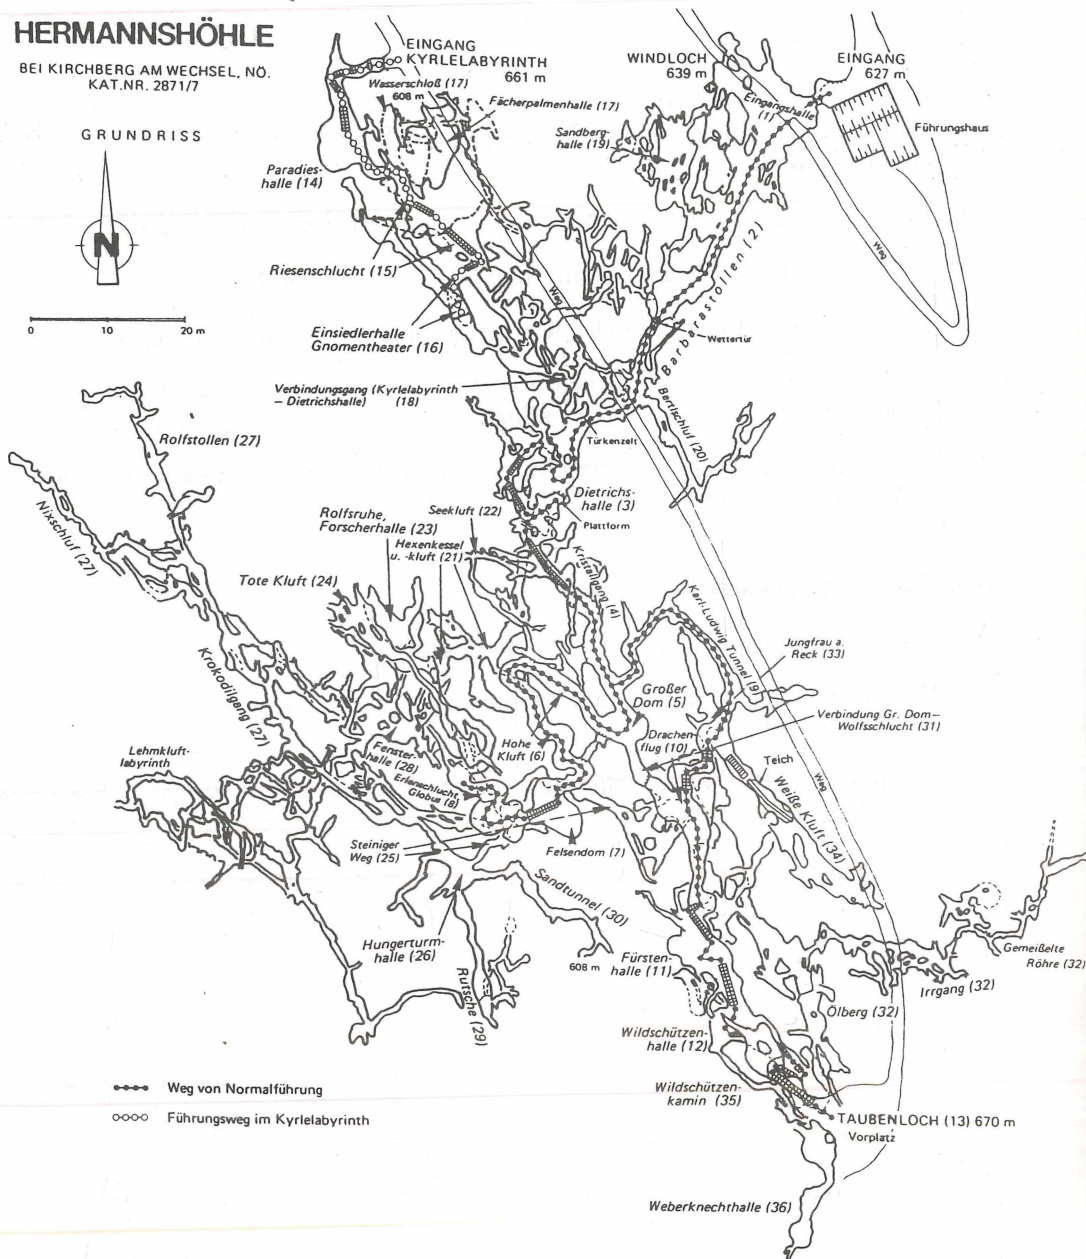 HERMANNSHÖHLE
BEI KIRCHBERG AM WECHSEL, NÖ.
KAT.NR. 2871/7
GRUNDRISS
N
0 10 20 m
EINGANG
KYRLELABYRINTH
661 m
Wasserschloß (17)
608 m
Fächerpalmenhalle (17)
WINDLOCH
639 m
EINGANG
627 m
Eingangshalle
(1)
Führungshaus
Sandberg-
halle (19)
Paradies-
halle (14)
Riesenschlucht (15)
Weg
Weg
Barbarastollen (2)
Einsiedlerhalle
Gnomentheater (16)
Wettertür
Verbindungsgang (Kyrlelabyrinth
– Dietrichshalle) (18)
Bertlschluf (20)
Türkenzelt
Rolfstollen (27)
Dietrichs-
halle (3)
Plattform
Nixschluf (27)
Rolfsruhe,
Forscherhalle (23)
Seekluft (22)
Hexenkessel
u. -kluft (21)
Kristallgang (4)
Tote Kluft (24)
Karl-Ludwig Tunnel (9)
Jungfrau a.
Reck (33)
Krokodilgang (27)
Großer
Dom (5)
Verbindung Gr. Dom–
Wolfsschlucht (31)
Drachen-
flug (10)
Hohe
Kluft (6)
Fenster-
halle (28)
Teich
Weg
Lehmkluft-
labyrinth
Erlenschlucht
Globus (8)
Weiße Kluft (34)
Steiniger
Weg (25)
Felsendom (7)
Sandtunnel (30)
Hungerturm-
halle (26)
608 m
Fürsten-
halle (11)
Gemeißelte
Röhre (32)
Irrgang (32)
Rutsche (29)
Ölberg (32)
Wildschützen-
halle (12)
Weg von Normalführung
Wildschützen-
kamin (35)
Führungsweg im Kyrlelabyrinth
TAUBENLOCH (13) 670 m
Vorplatz
Weberknechthalle (36)